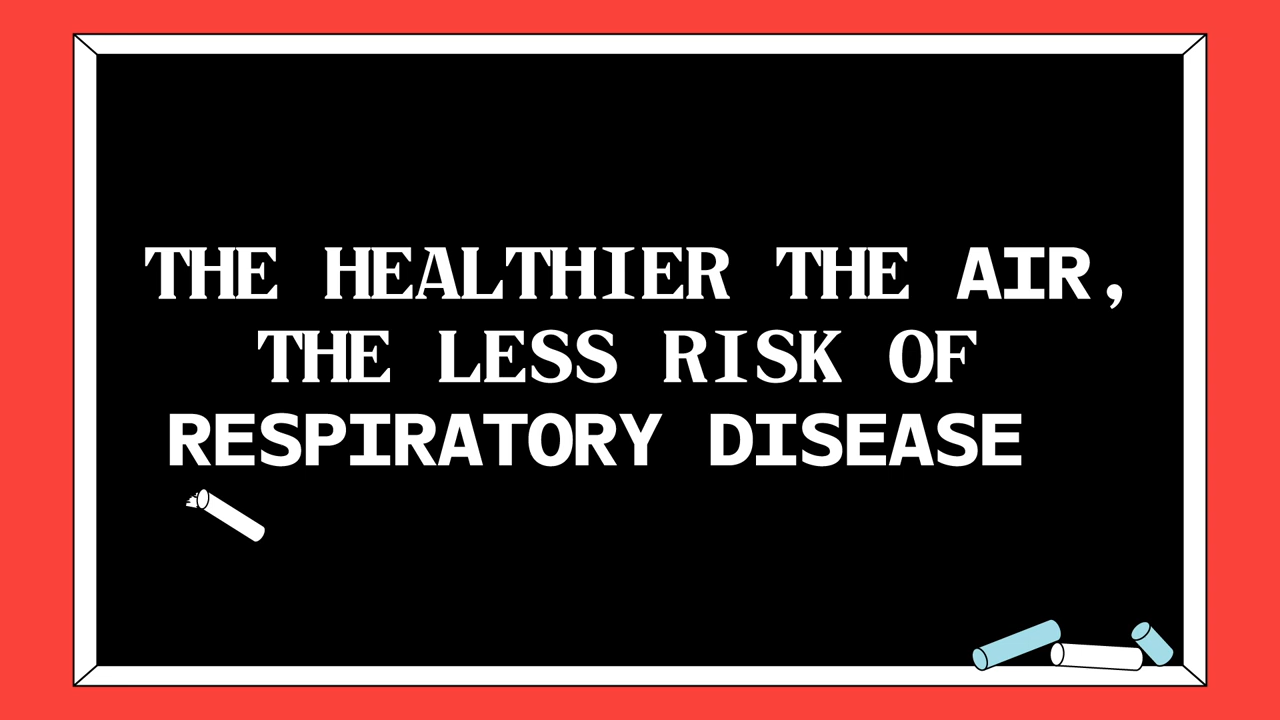 THE HEALTHIER THE AIR,
THE LESS RISK OF
RESPIRATORY DISEASE